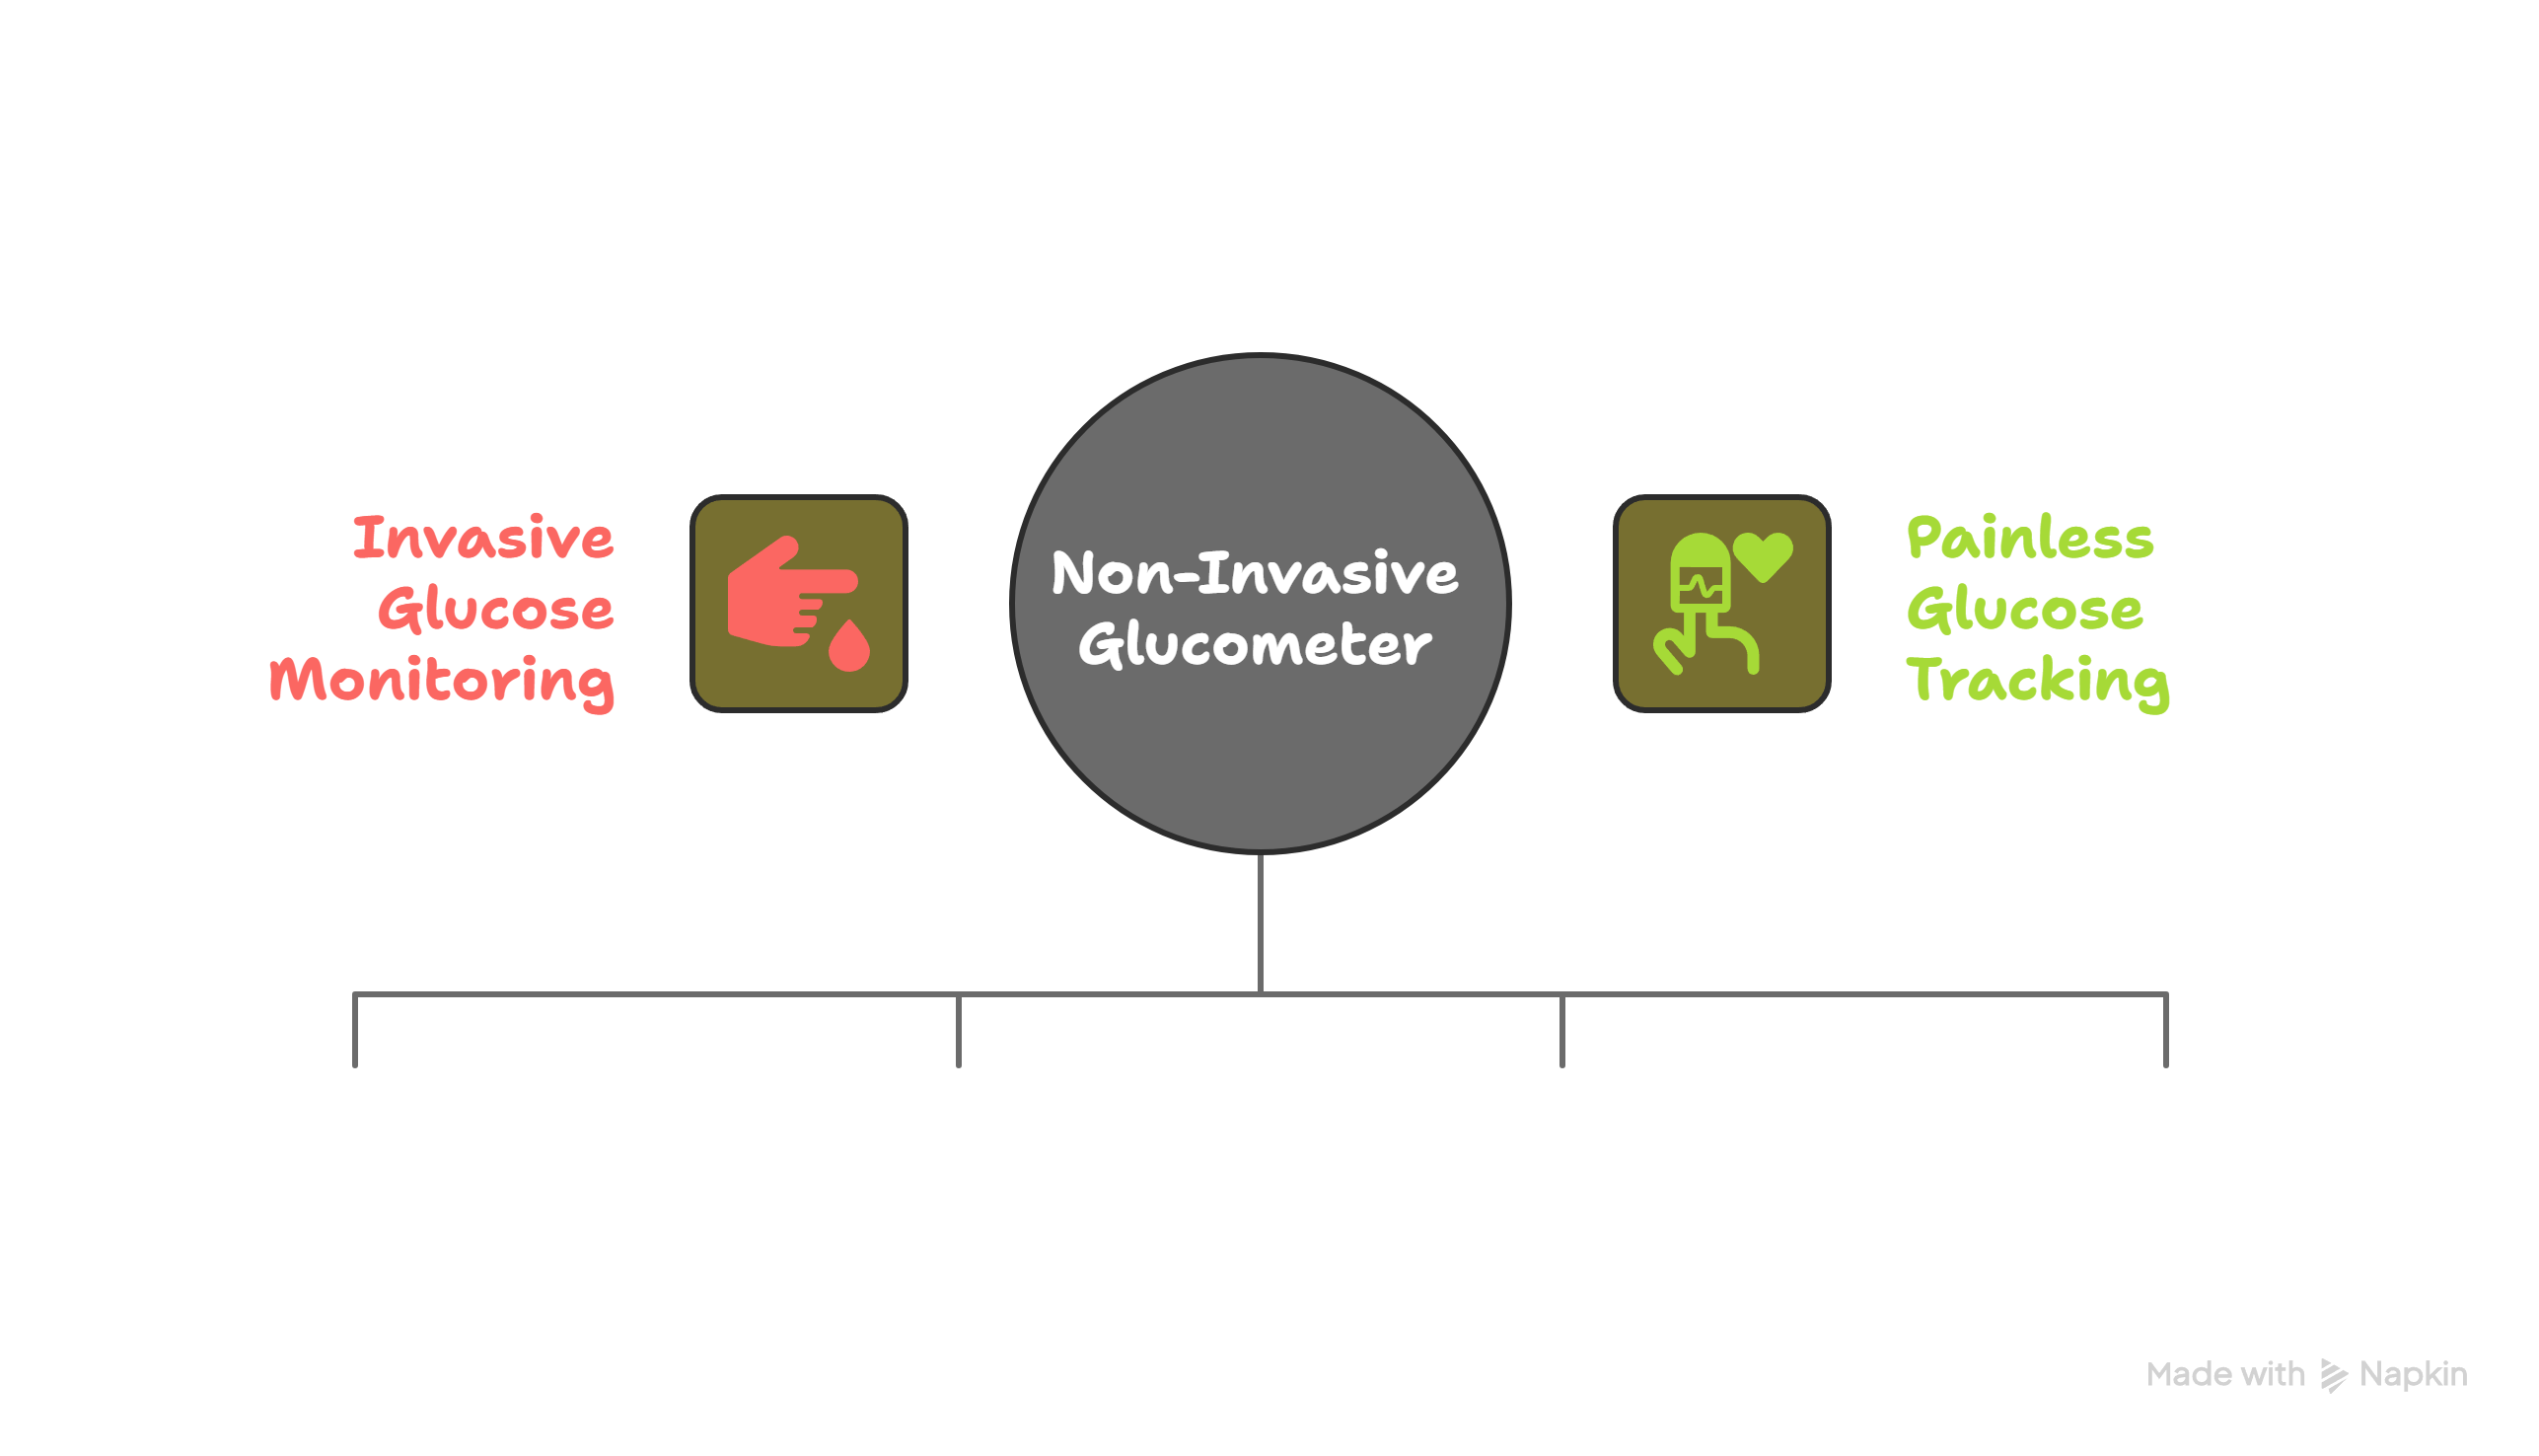 Invasive
Glucose
Monitoring
Non-Invasive
Glucometer
Painless
Glucose
Tracking
Made with Napkin